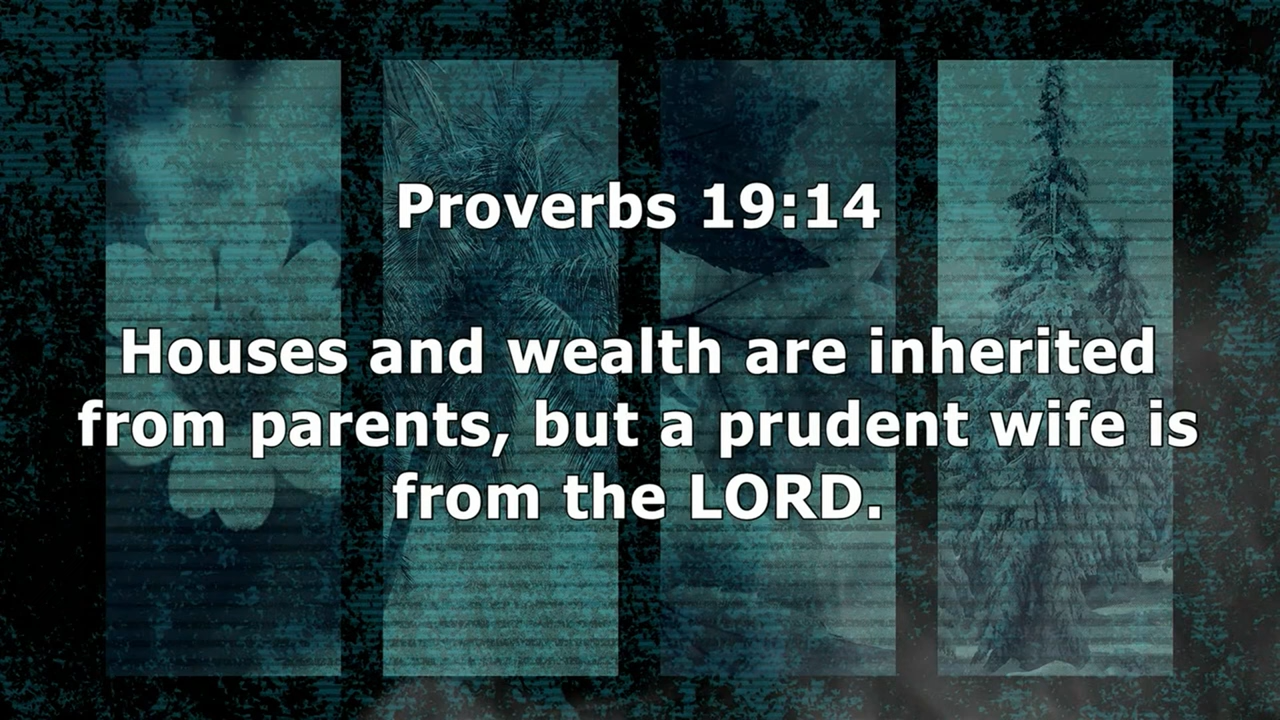 Proverbs 19:14
Houses and wealth are inherited
from parents, but a prudent wife is
from the LORD.